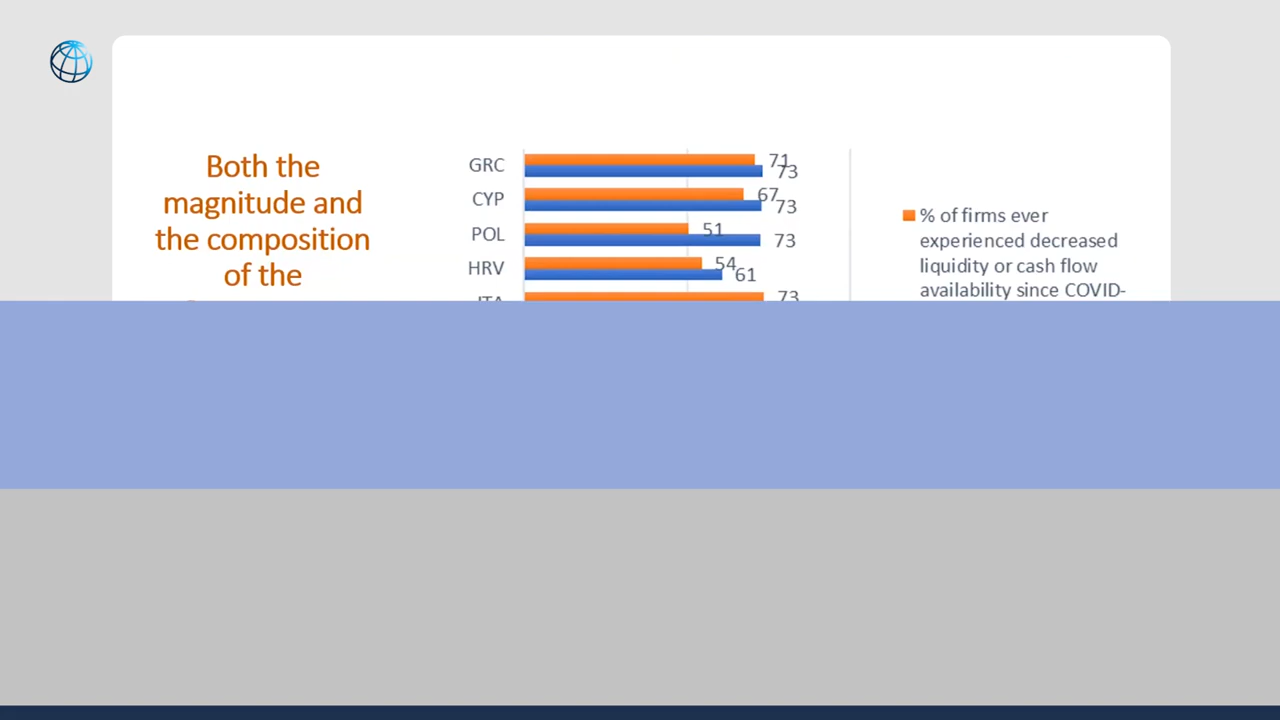 Both the
magnitude and
the composition
of the
GRC
71
73
CYP
67
73
POL
51
73
HRV
54
61
ITA
73
% of firms ever
experienced decreased
liquidity or cash flow
availability since COVID-